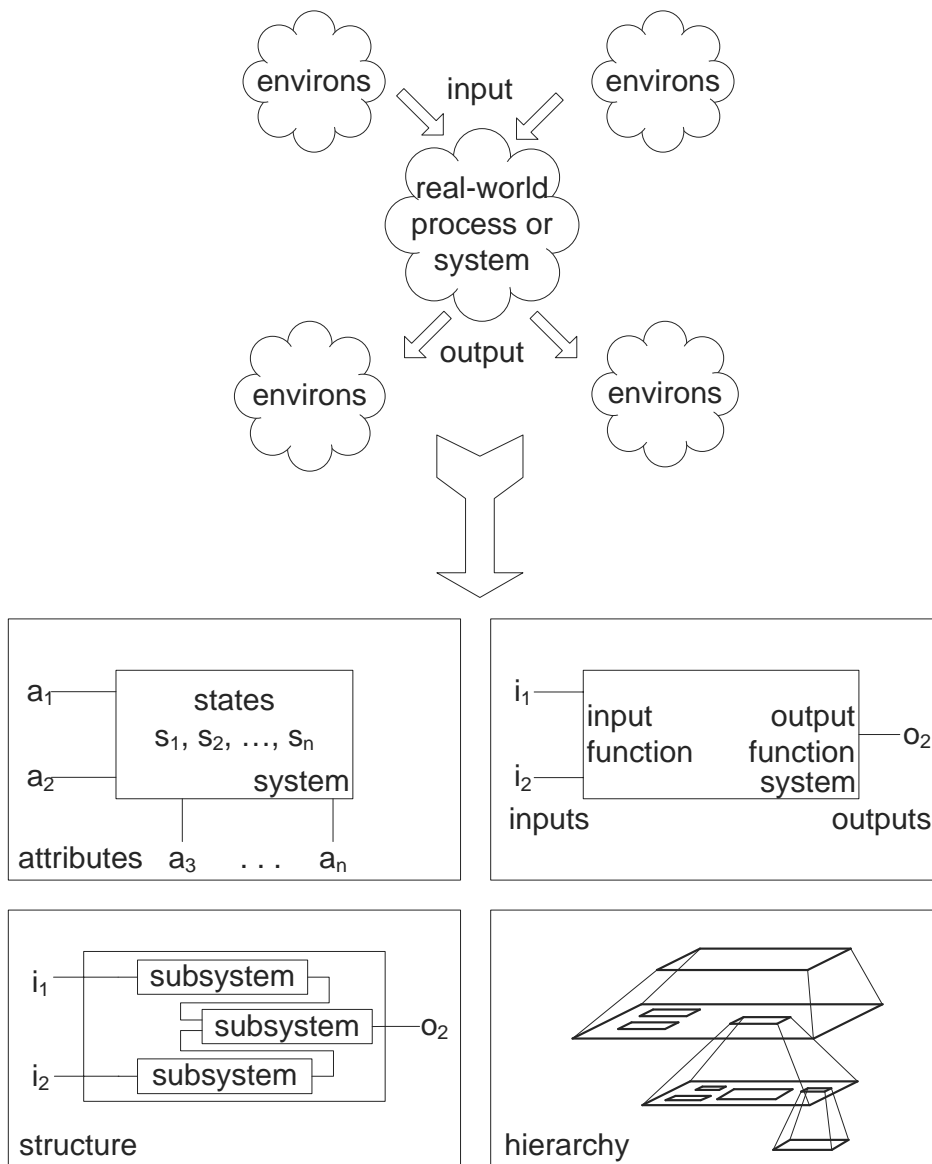 environs
input
environs
real-world
process or
system
environs
output
environs
a₁
states
s₁, s₂, …, sₙ
a₂
system
attributes a₃ . . . aₙ
i₁
input
function
i₂
output
function
system
o₂
inputs
outputs
i₁
subsystem
subsystem
o₂
i₂
subsystem
structure
hierarchy